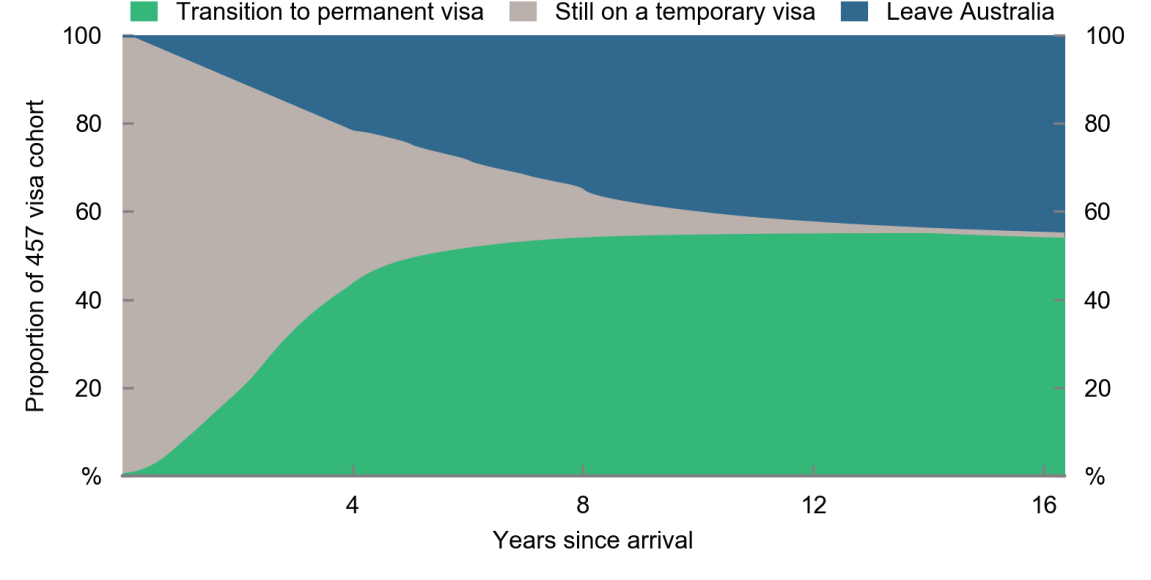 Transition to permanent visa Still on a temporary visa Leave Australia
100 100
80 80
60 60
40 40
20 20
% %
Proportion of 457 visa cohort
4 8 12 16
Years since arrival